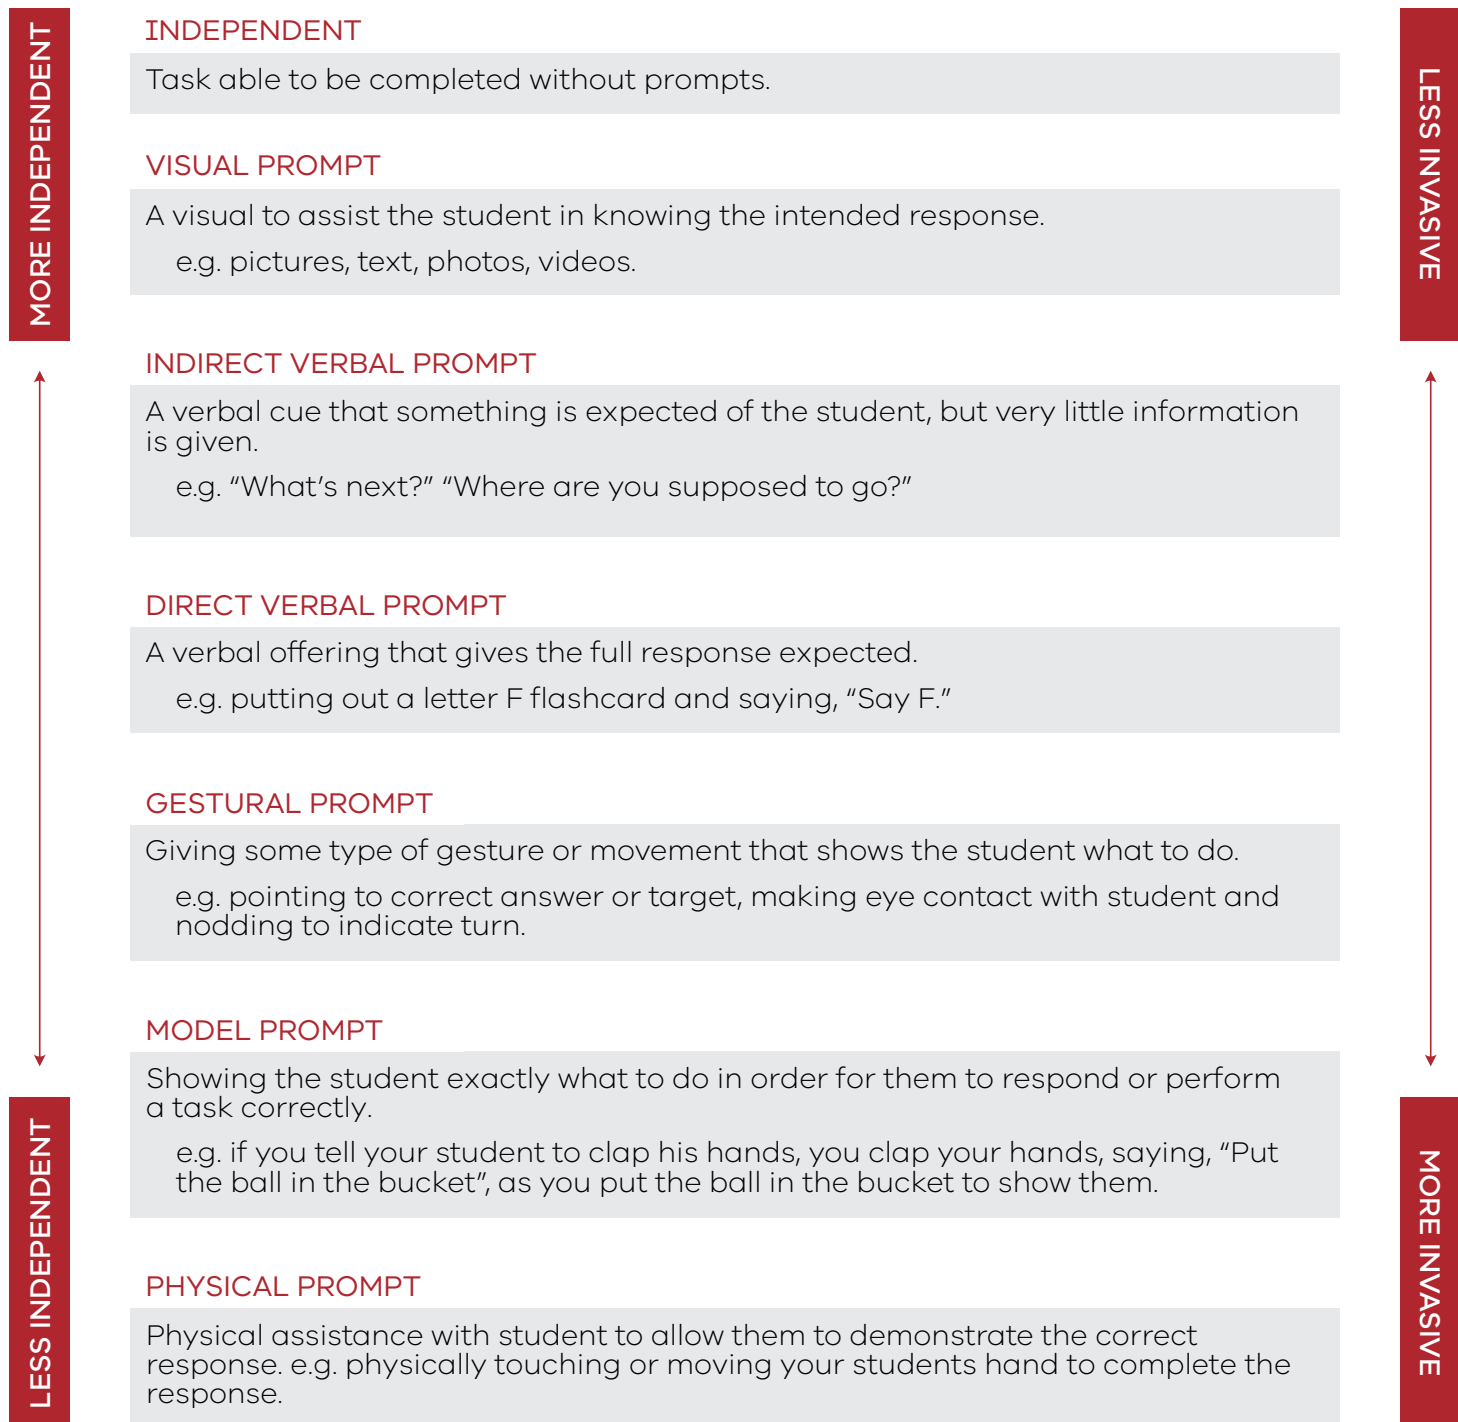 MORE INDEPENDENT
LESS INVASIVE
INDEPENDENT
Task able to be completed without prompts.
VISUAL PROMPT
A visual to assist the student in knowing the intended response.
e.g. pictures, text, photos, videos.
INDIRECT VERBAL PROMPT
A verbal cue that something is expected of the student, but very little information
is given.
e.g. “What’s next?” “Where are you supposed to go?”
DIRECT VERBAL PROMPT
A verbal offering that gives the full response expected.
e.g. putting out a letter F flashcard and saying, “Say F.”
GESTURAL PROMPT
Giving some type of gesture or movement that shows the student what to do.
e.g. pointing to correct answer or target, making eye contact with student and
nodding to indicate turn.
MODEL PROMPT
Showing the student exactly what to do in order for them to respond or perform
a task correctly.
e.g. if you tell your student to clap his hands, you clap your hands, saying, “Put
the ball in the bucket”, as you put the ball in the bucket to show them.
PHYSICAL PROMPT
Physical assistance with student to allow them to demonstrate the correct
response. e.g. physically touching or moving your students hand to complete the
response.
LESS INDEPENDENT
MORE INVASIVE